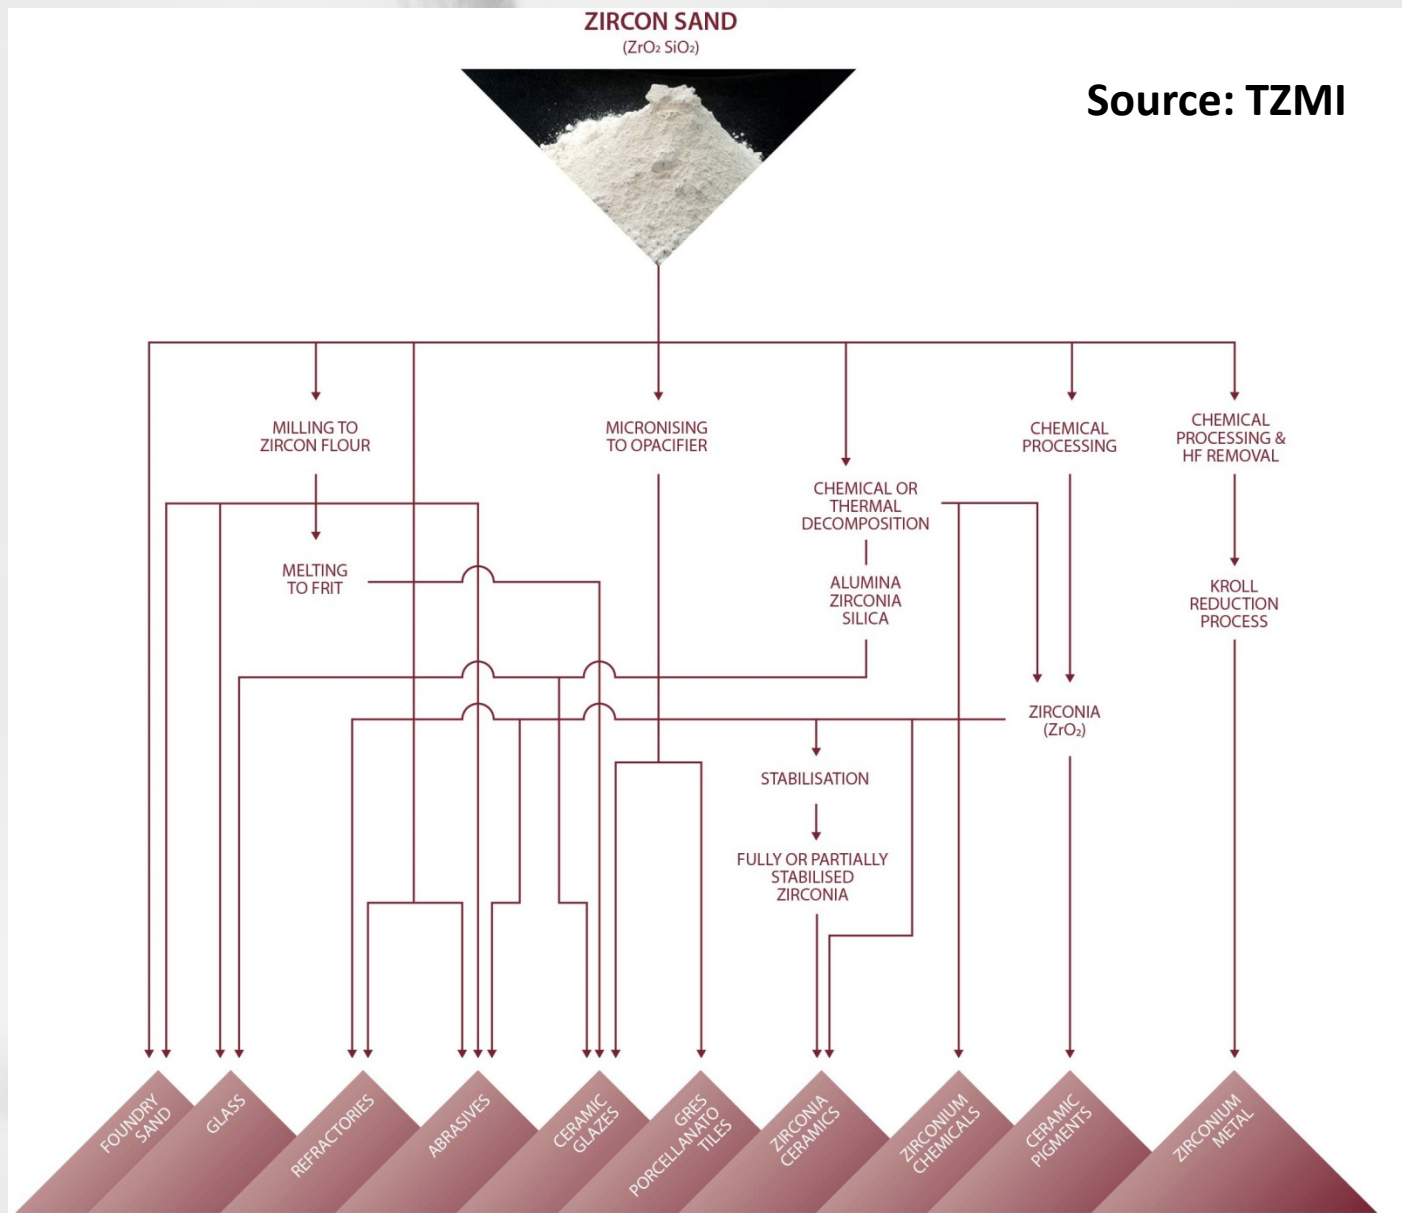 ZIRCON SAND
(ZrO₂ SiO₂)
Source: TZMI
MILLING TO
ZIRCON FLOUR
MICRONISING
TO OPACIFIER
CHEMICAL
PROCESSING
CHEMICAL
PROCESSING &
HF REMOVAL
CHEMICAL OR
THERMAL
DECOMPOSITION
MELTING
TO FRIT
ALUMINA
ZIRCONIA
SILICA
KROLL
REDUCTION
PROCESS
ZIRCONIA
(ZrO₂)
STABILISATION
FULLY OR PARTIALLY
STABILISED
ZIRCONIA
FOUNDRY
SAND
GLASS
REFRACTORIES
ABRASIVES
CERAMIC
GLAZES
GRES
PORCELLANATO
TILES
ZIRCONIA
CERAMICS
ZIRCONIUM
CHEMICALS
CERAMIC
PIGMENTS
ZIRCONIUM
METAL